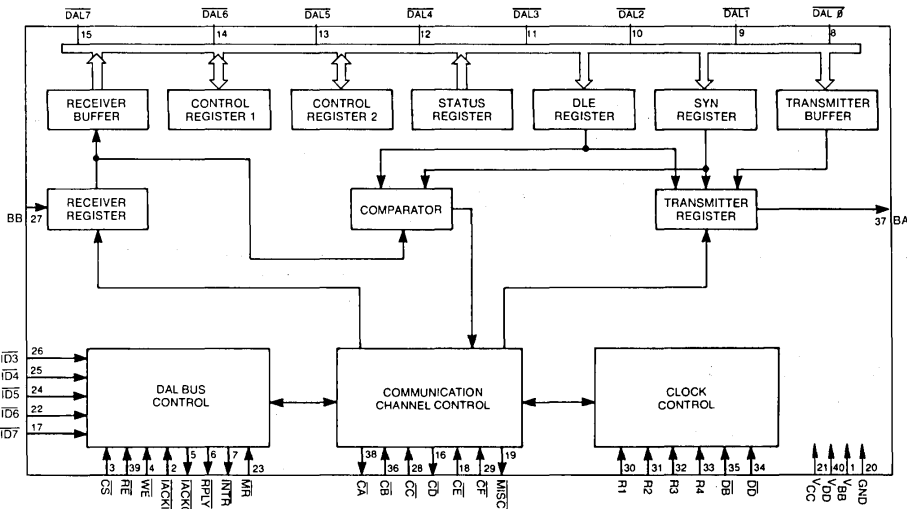 DAL7 DAL6 DAL5 DAL4 DAL3 DAL2 DAL1 DAL Ø
15 14 13 12 11 10 9 8
RECEIVER BUFFER
CONTROL REGISTER 1
CONTROL REGISTER 2
STATUS REGISTER
DLE REGISTER
SYN REGISTER
TRANSMITTER BUFFER
BB 27
RECEIVER REGISTER
COMPARATOR
TRANSMITTER REGISTER
37 BA
ID3 26
ID4 25
ID5 24
ID6 22
ID7 17
DAL BUS CONTROL
COMMUNICATION CHANNEL CONTROL
CLOCK CONTROL
3 39 4 2 5 6 7 23
38 36 28 16 18 29 19
30 31 32 33 35 34
21 40 1 20
CS RE WE IACKI IACKO RPLY INTR MR
CA CB CC CD CE CF MISC
R1 R2 R3 R4 DB DD
VCC VDD VBB GND